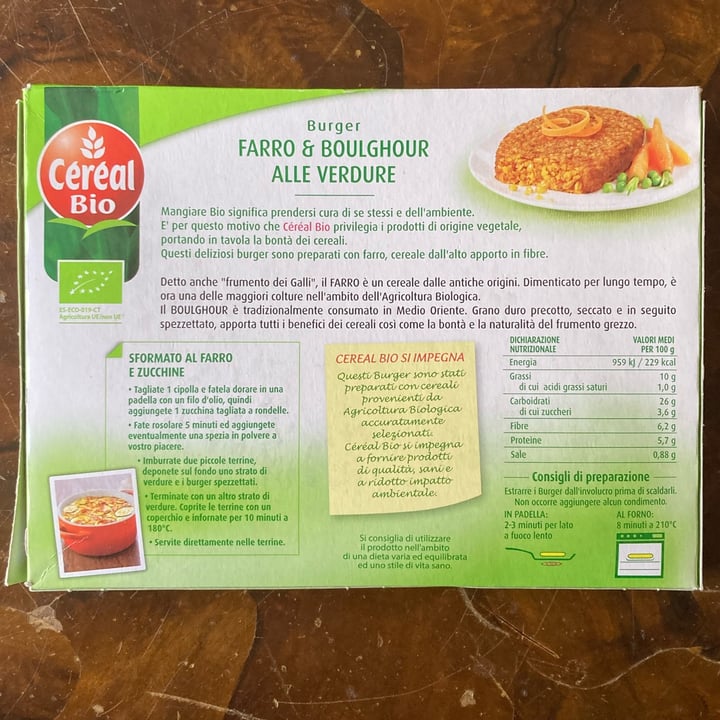 Céréal
Bio
Burger
FARRO & BOULGHOUR
ALLE VERDURE
Mangiare Bio significa prendersi cura di se stessi e dell'ambiente.
E' per questo motivo che Céréal Bio privilegia i prodotti di origine vegetale,
portando in tavola la bontà dei cereali.
Questi deliziosi burger sono preparati con farro, cereale dall'alto apporto in fibre.
ES-ECO-019-CT
Agricoltura UE/non UE
Detto anche "frumento dei Galli", il FARRO è un cereale dalle antiche origini. Dimenticato per lungo tempo, è
ora una delle maggiori colture nell'ambito dell'Agricoltura Biologica.
Il BOULGHOUR è tradizionalmente consumato in Medio Oriente. Grano duro precotto, seccato e in seguito
spezzettato, apporta tutti i benefici dei cereali così come la bontà e la naturalità del frumento grezzo.
SFORMATO AL FARRO
E ZUCCHINE
• Tagliate 1 cipolla e fatela dorare in una
padella con un filo d'olio, quindi
aggiungete 1 zucchina tagliata a rondelle.
• Fate rosolare 5 minuti ed aggiungete
eventualmente una spezia in polvere a
vostro piacere.
• Imburrate due piccole terrine,
deponete sul fondo uno strato di
verdure e i burger spezzettati.
• Terminate con un altro strato di
verdure. Coprite le terrine con un
coperchio e infornate per 10 minuti a
180°C.
• Servite direttamente nelle terrine.
CEREAL BIO SI IMPEGNA
Questi Burger sono stati
preparati con cereali
provenienti da
Agricoltura Biologica
accuratamente
selezionati.
Céréal Bio si impegna
a fornire prodotti
di qualità, sani e
a ridotto impatto
ambientale.
Si consiglia di utilizzare
il prodotto nell'ambito
di una dieta varia ed equilibrata
ed uno stile di vita sano.
DICHIARAZIONE VALORI MEDI
NUTRIZIONALE PER 100 g
Energia 959 kJ / 229 kcal
Grassi 10 g
di cui acidi grassi saturi 1,0 g
Carboidrati 26 g
di cui zuccheri 3,6 g
Fibre 6,2 g
Proteine 5,7 g
Sale 0,88 g
Consigli di preparazione
Estrarre i Burger dall'involucro prima di scaldarli.
Non occorre aggiungere alcun condimento.
IN PADELLA: AL FORNO:
2-3 minuti per lato 8 minuti a 210°C
a fuoco lento